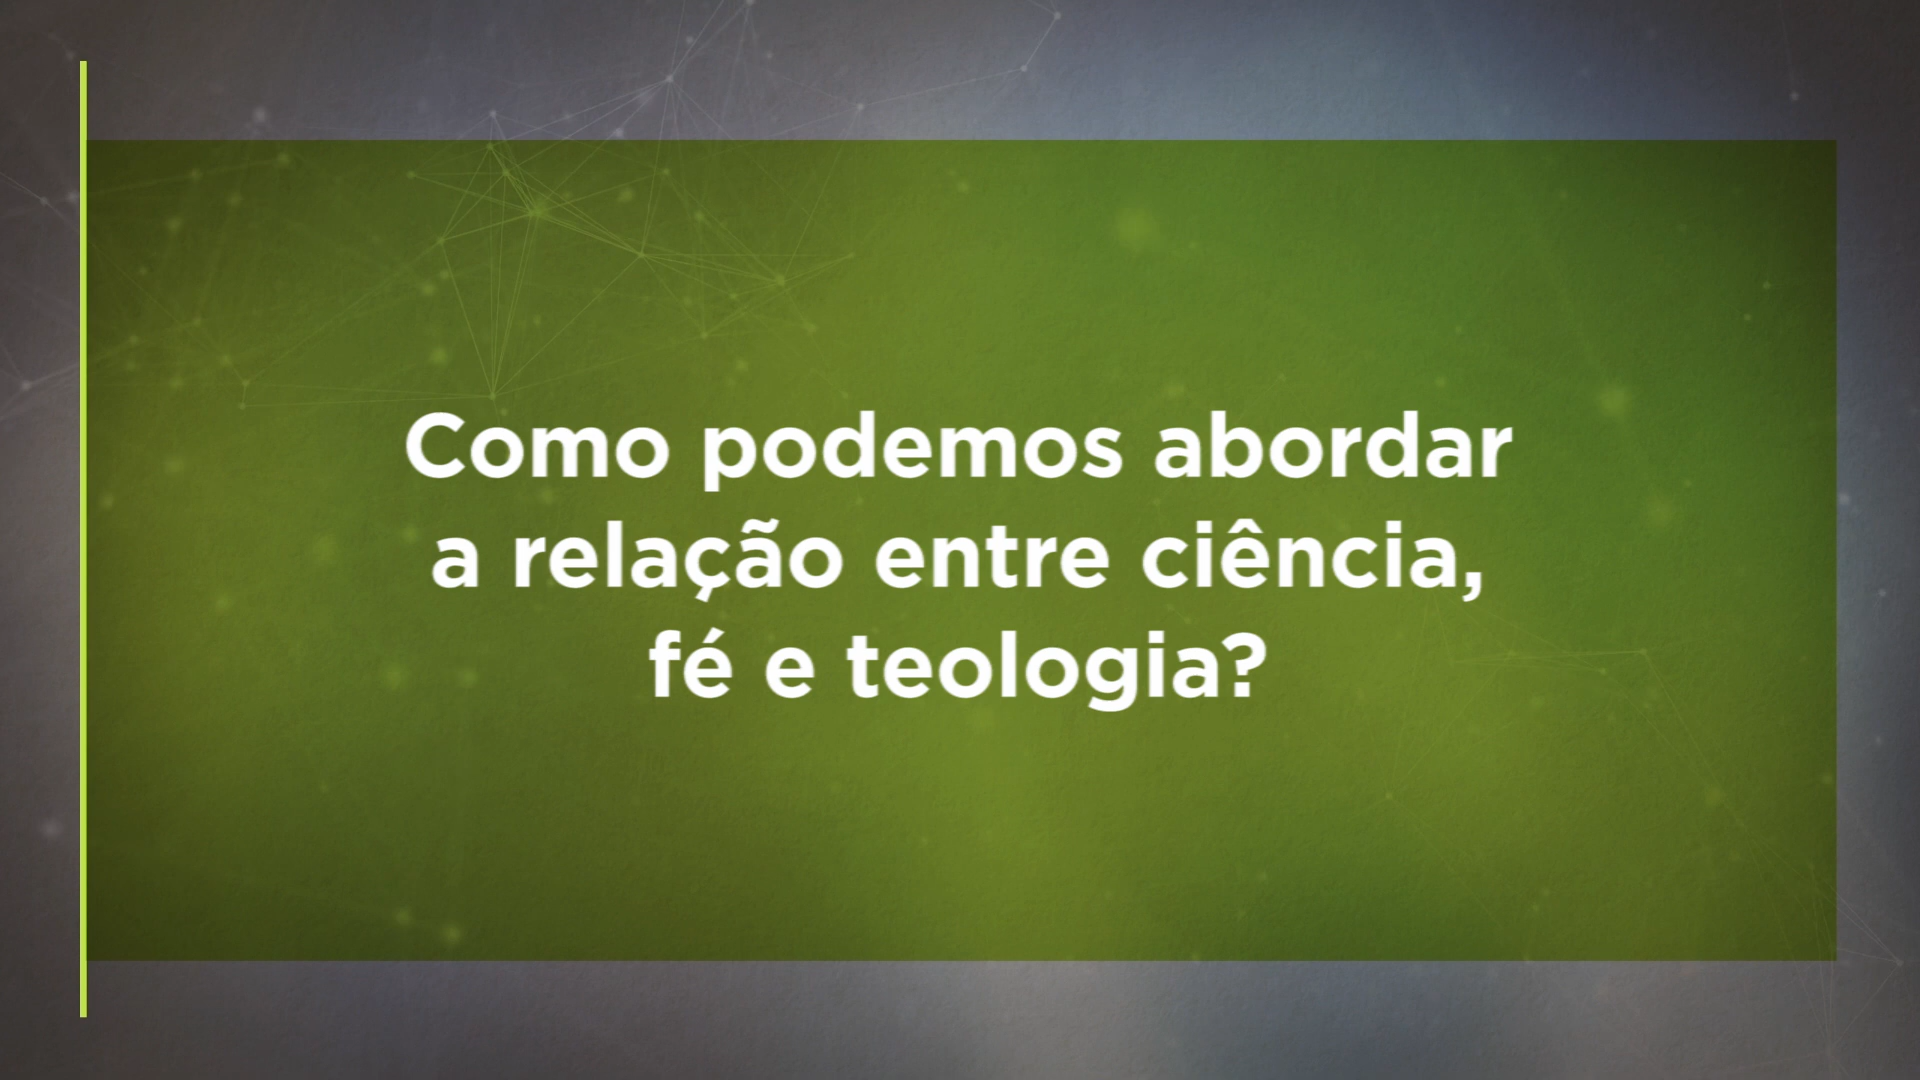 Como podemos abordar
a relação entre ciência,
fé e teologia?